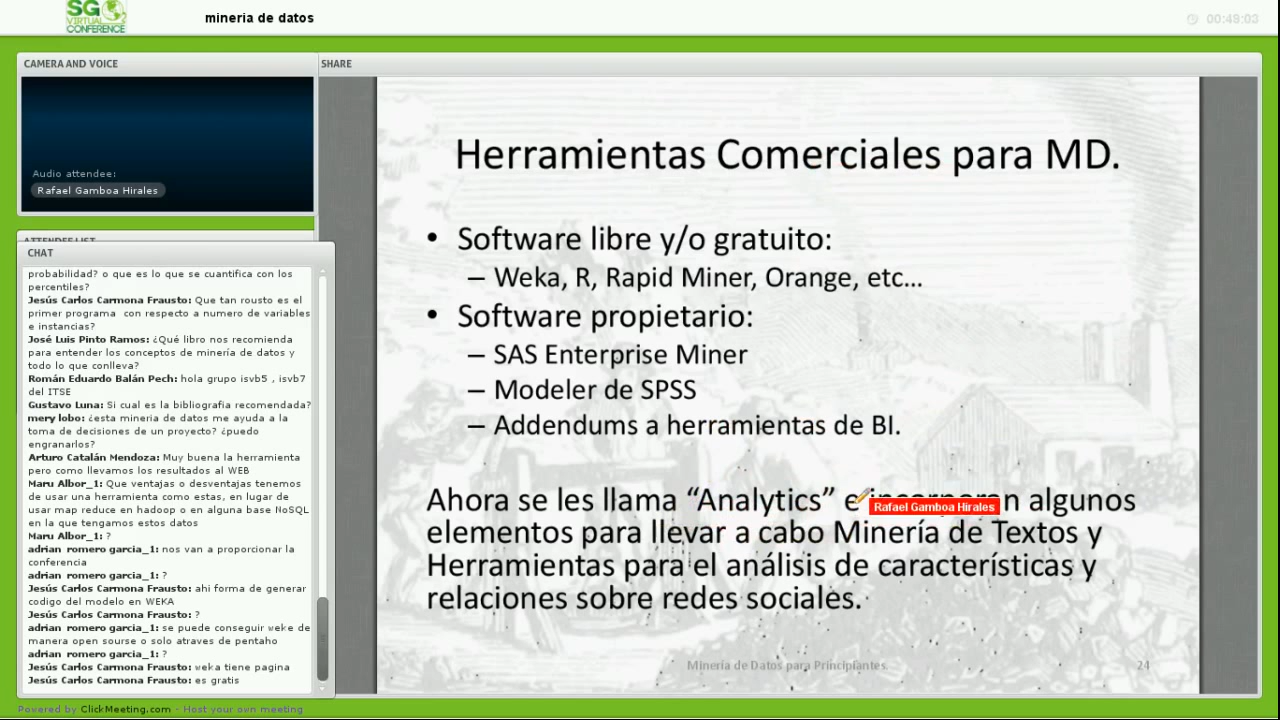 SG
VIRTUAL
CONFERENCE
mineria de datos
00:49:03
CAMERA AND VOICE
SHARE
Audio attendee:
Rafael Gamboa Hirales
ATTENDEE LIST
CHAT
probabilidad? o que es lo que se cuantifica con los
percentiles?
Jesús Carlos Carmona Frausto: Que tan rousto es el
primer programa con respecto a numero de variables
e instancias?
José Luis Pinto Ramos: ¿Qué libro nos recomienda
para entender los conceptos de minería de datos y
todo lo que conlleva?
Román Eduardo Balán Pech: hola grupo isvb5 , isvb7
del ITSE
Gustavo Luna: Si cual es la bibliografia recomendada?
mery lobo: ¿esta mineria de datos me ayuda a la
toma de decisiones de un proyecto? ¿puedo
engranarlos?
Arturo Catalán Mendoza: Muy buena la herramienta
pero como llevamos los resultados al WEB
Maru Albor_1: Que ventajas o desventajas tenemos
de usar una herramienta como estas, en lugar de
usar map reduce en hadoop o en alguna base NoSQL
en la que tengamos estos datos
Maru Albor_1: ?
adrian romero garcia_1: nos van a proporcionar la
conferencia
adrian romero garcia_1: ?
Jesús Carlos Carmona Frausto: ahi forma de generar
codigo del modelo en WEKA
Jesús Carlos Carmona Frausto: ?
adrian romero garcia_1: se puede conseguir weke de
manera open sourse o solo atraves de pentaho
adrian romero garcia_1: ?
Jesús Carlos Carmona Frausto: weka tiene pagina
Jesús Carlos Carmona Frausto: es gratis
Herramientas Comerciales para MD.
• Software libre y/o gratuito:
– Weka, R, Rapid Miner, Orange, etc...
• Software propietario:
– SAS Enterprise Miner
– Modeler de SPSS
– Addendums a herramientas de BI.
Ahora se les llama “Analytics” e incorporan algunos
Rafael Gamboa Hirales
elementos para llevar a cabo Minería de Textos y
Herramientas para el análisis de características y
relaciones sobre redes sociales.
Minería de Datos para Principiantes.
24
Powered by ClickMeeting.com - Host your own meeting